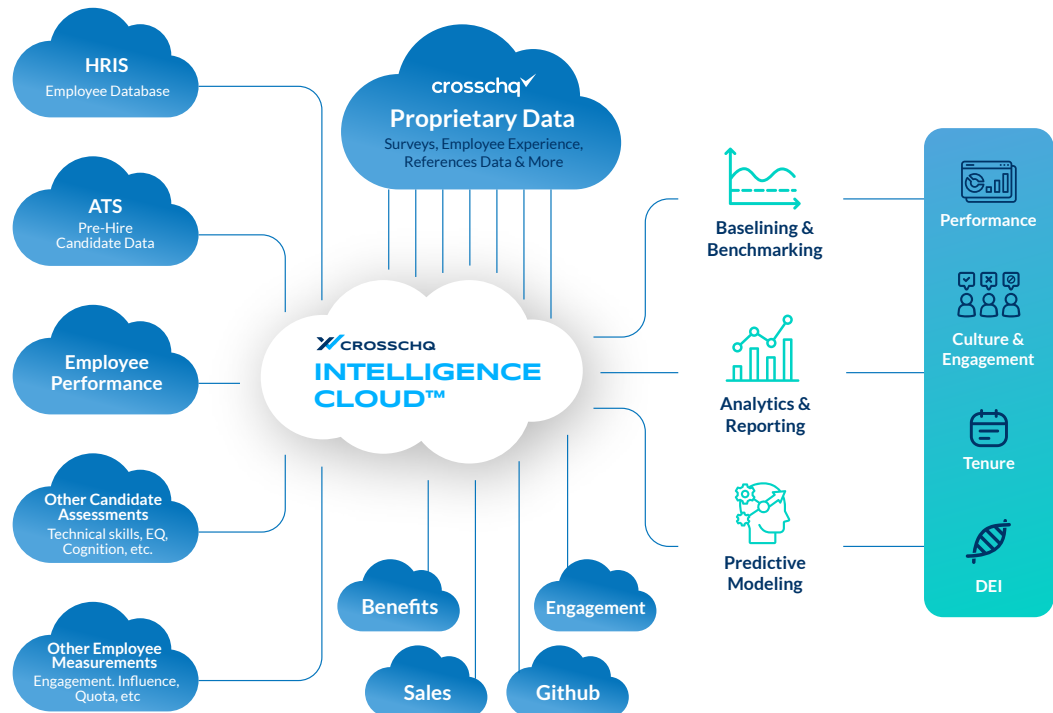 HRIS
Employee Database
ATS
Pre-Hire
Candidate Data
Employee
Performance
Other Candidate
Assessments
Technical skills, EQ,
Cognition, etc.
Other Employee
Measurements
Engagement. Influence,
Quota, etc
crosschq
Proprietary Data
Surveys, Employee Experience,
References Data & More
CROSSCHQ
INTELLIGENCE
CLOUD™
Benefits
Engagement
Sales
Github
Baselining &
Benchmarking
Analytics &
Reporting
Predictive
Modeling
Performance
Culture &
Engagement
Tenure
DEI